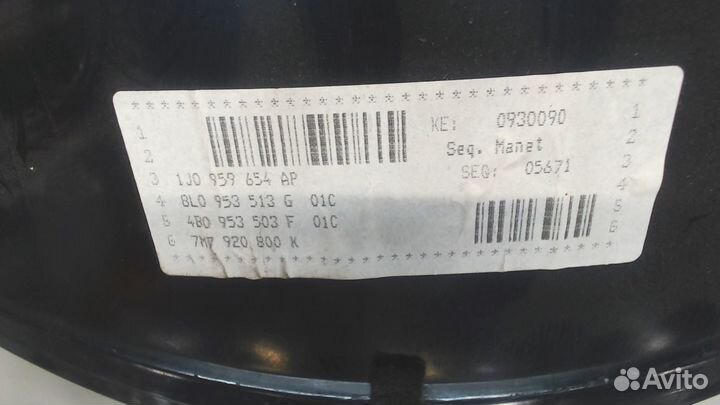 * * * * * * * * * * * * * * * * * * * * * * * * * * * * * *
1 KE: 0930090 1
2 Seq. Manet 2
3 1J0 959 654 AP SEG: 05671 3
4 8L0 953 513 G 01C 4
5 4B0 953 503 F 01C 5
6 7M7 920 800 K 6
* * * * * * * * * * * * * * * * * * * * * * * * * * * * * *
Avito